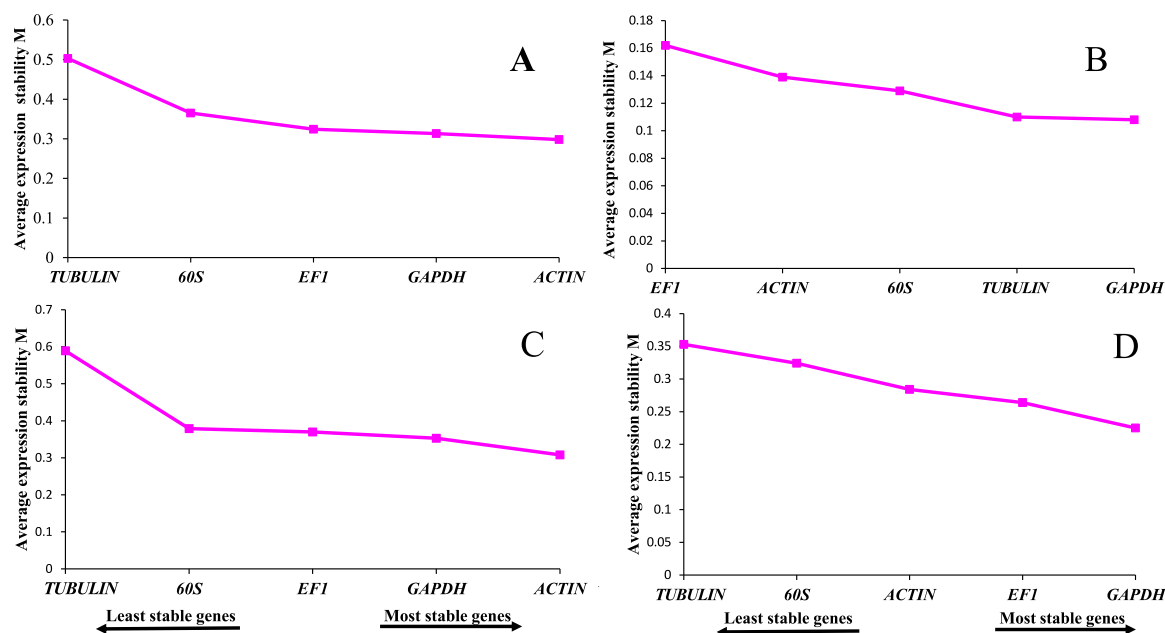 Average expression stability M
0.6
0.5
0.4
0.3
0.2
0.1
0
A
TUBULIN 60S EF1 GAPDH ACTIN
Average expression stability M
0.18
0.16
0.14
0.12
0.1
0.08
0.06
0.04
0.02
0
B
EF1 ACTIN 60S TUBULIN GAPDH
Average expression stability M
0.7
0.6
0.5
0.4
0.3
0.2
0.1
0
C
TUBULIN 60S EF1 GAPDH ACTIN
Least stable genes Most stable genes
Average expression stability M
0.4
0.35
0.3
0.25
0.2
0.15
0.1
0.05
0
D
TUBULIN 60S ACTIN EF1 GAPDH
Least stable genes Most stable genes